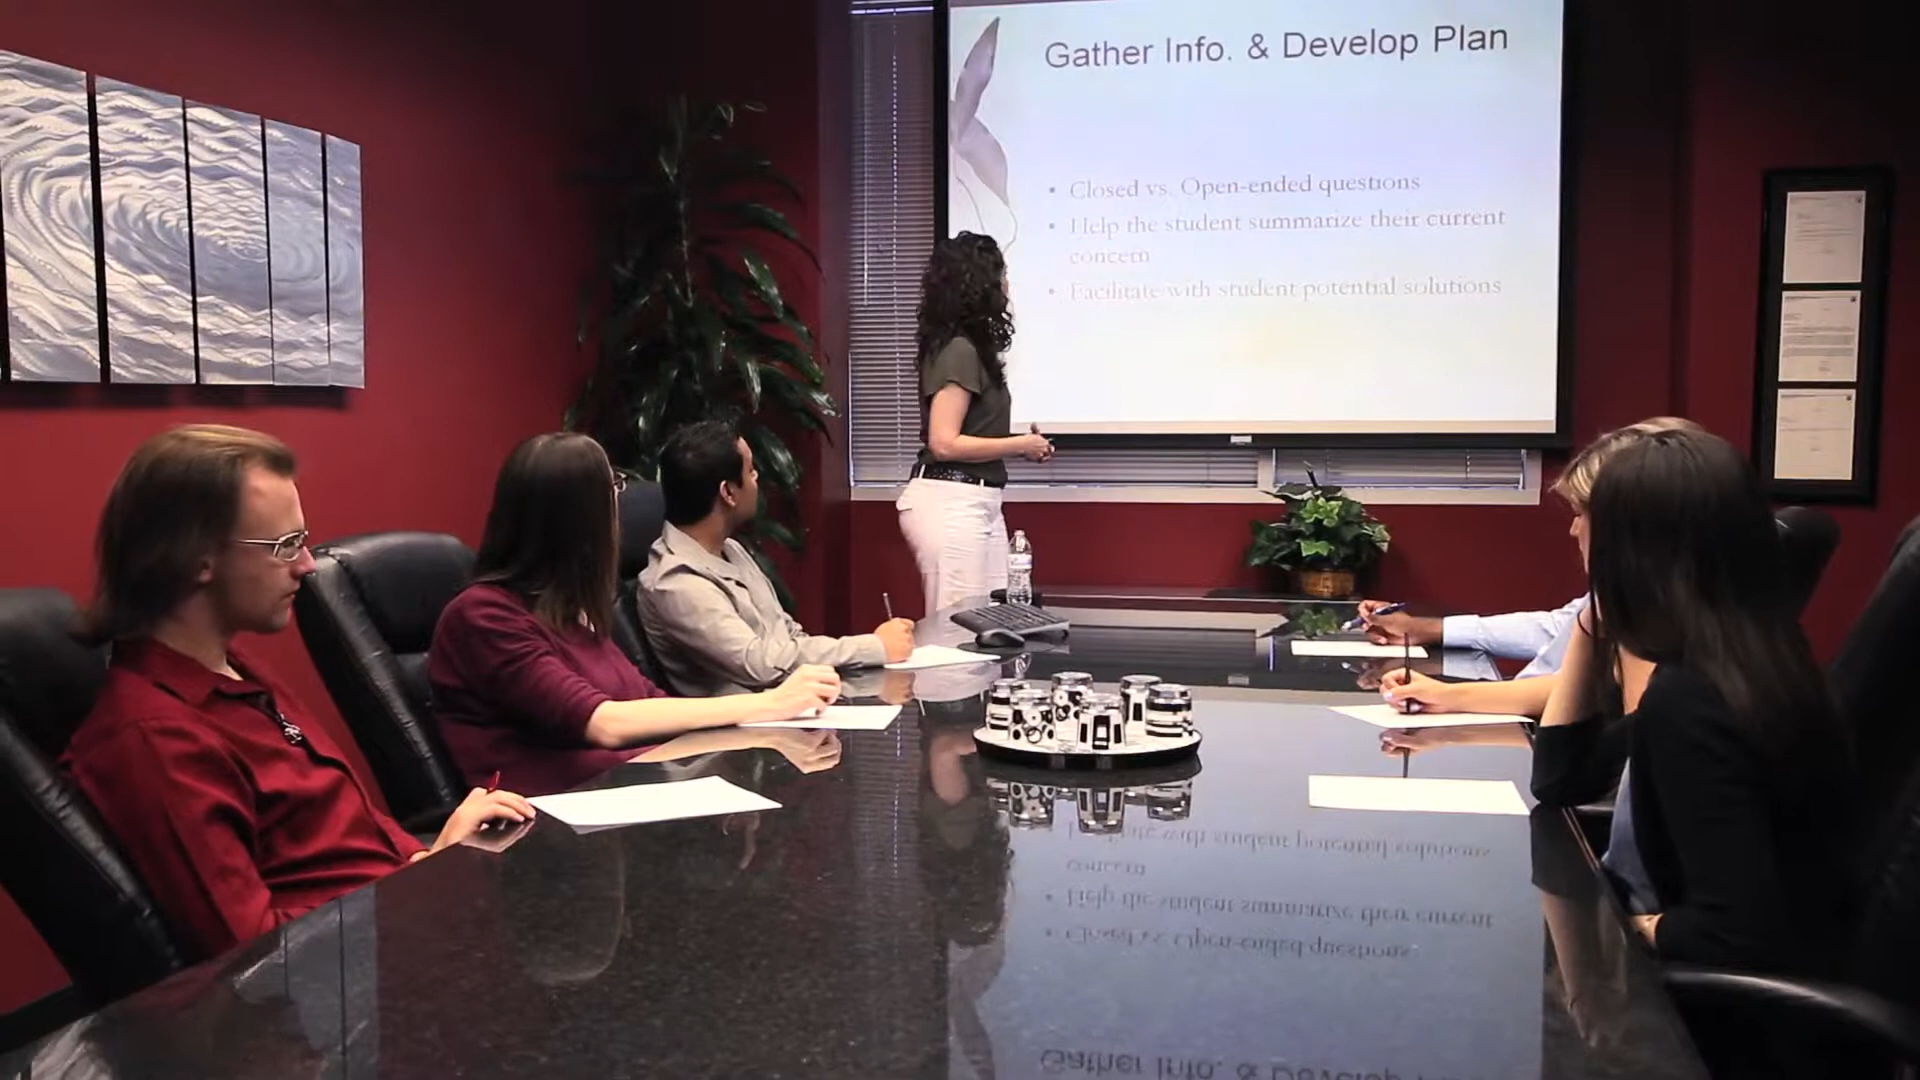 Gather Info. & Develop Plan
• Closed vs. Open-ended questions
• Help the student summarize their current
concern
• Facilitate with student potential solutions